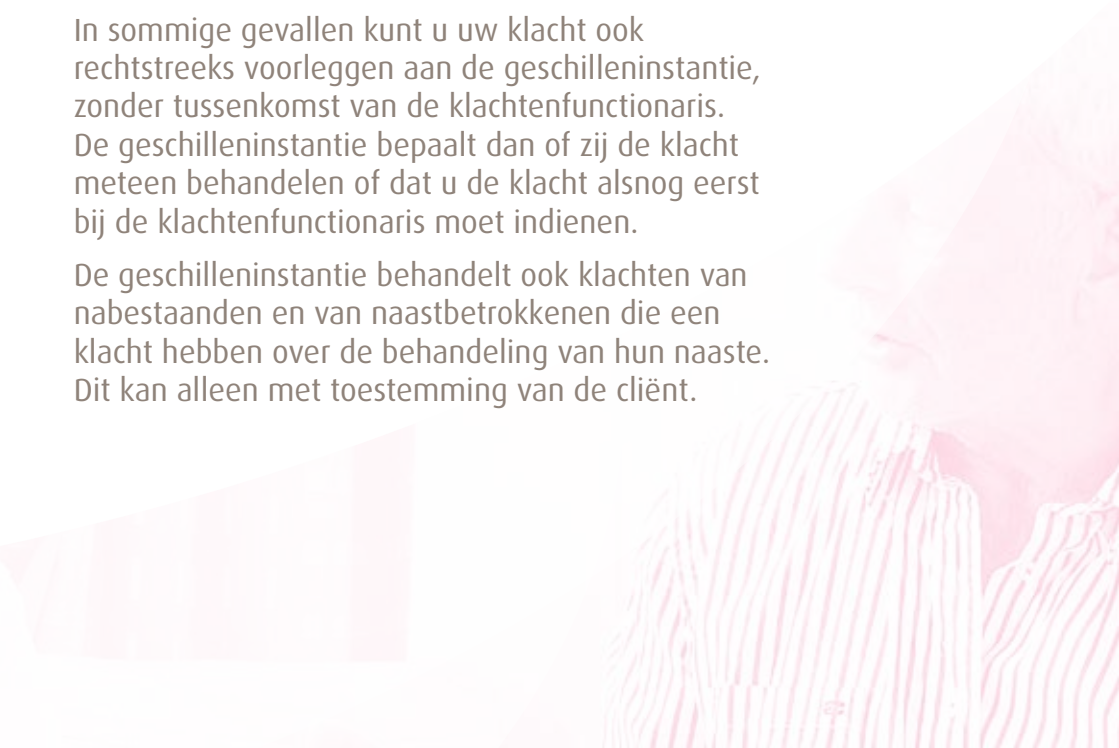 In sommige gevallen kunt u uw klacht ook
rechtstreeks voorleggen aan de geschilleninstantie,
zonder tussenkomst van de klachtenfunctionaris.
De geschilleninstantie bepaalt dan of zij de klacht
meteen behandelen of dat u de klacht alsnog eerst
bij de klachtenfunctionaris moet indienen.
De geschilleninstantie behandelt ook klachten van
nabestaanden en van naastbetrokkenen die een
klacht hebben over de behandeling van hun naaste.
Dit kan alleen met toestemming van de cliënt.